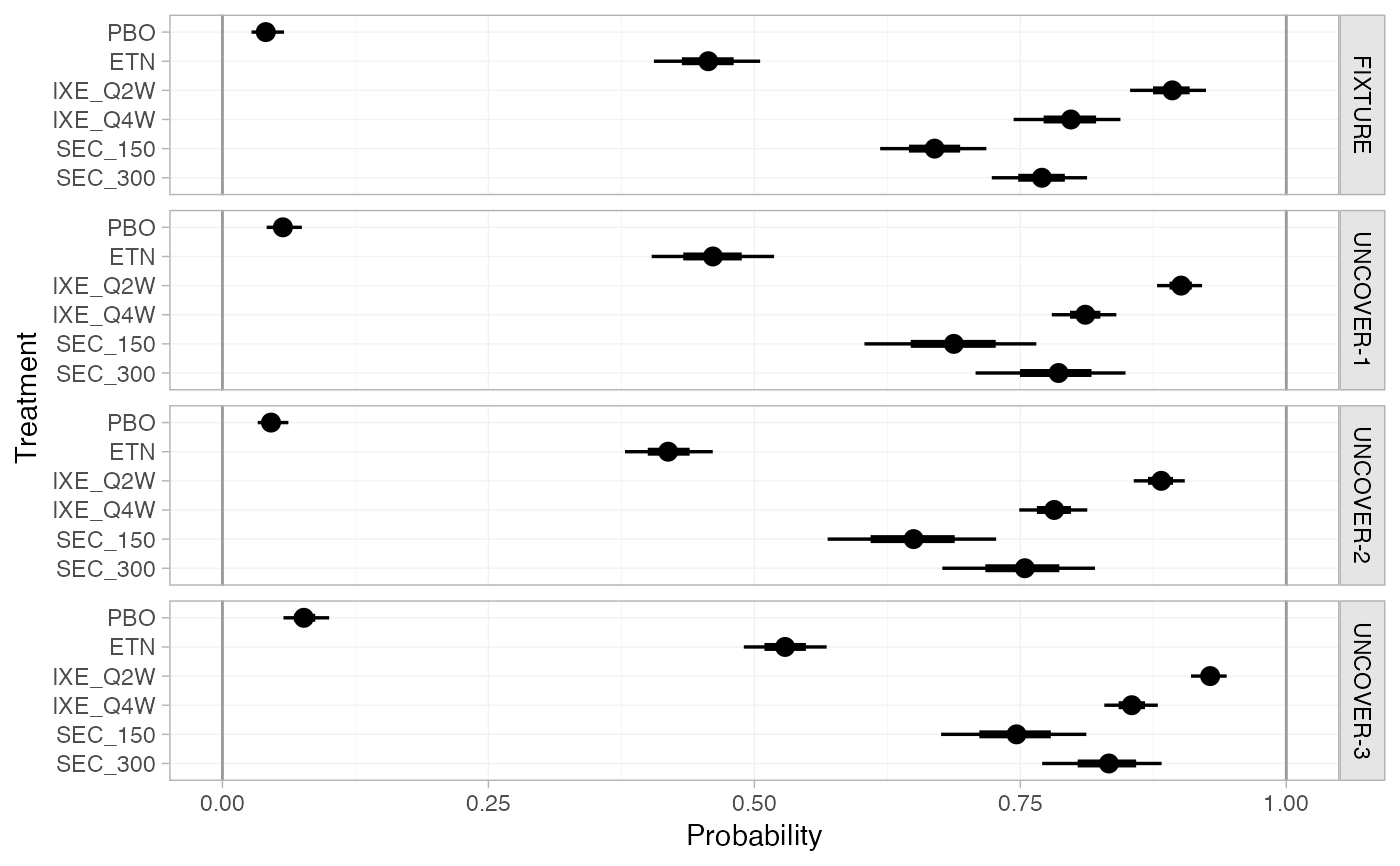 PBO
ETN
IXE_Q2W
IXE_Q4W
SEC_150
SEC_300
FIXTURE
PBO
ETN
IXE_Q2W
IXE_Q4W
SEC_150
SEC_300
UNCOVER-1
PBO
ETN
IXE_Q2W
IXE_Q4W
SEC_150
SEC_300
UNCOVER-2
PBO
ETN
IXE_Q2W
IXE_Q4W
SEC_150
SEC_300
UNCOVER-3
Treatment
0.00 0.25 0.50 0.75 1.00
Probability